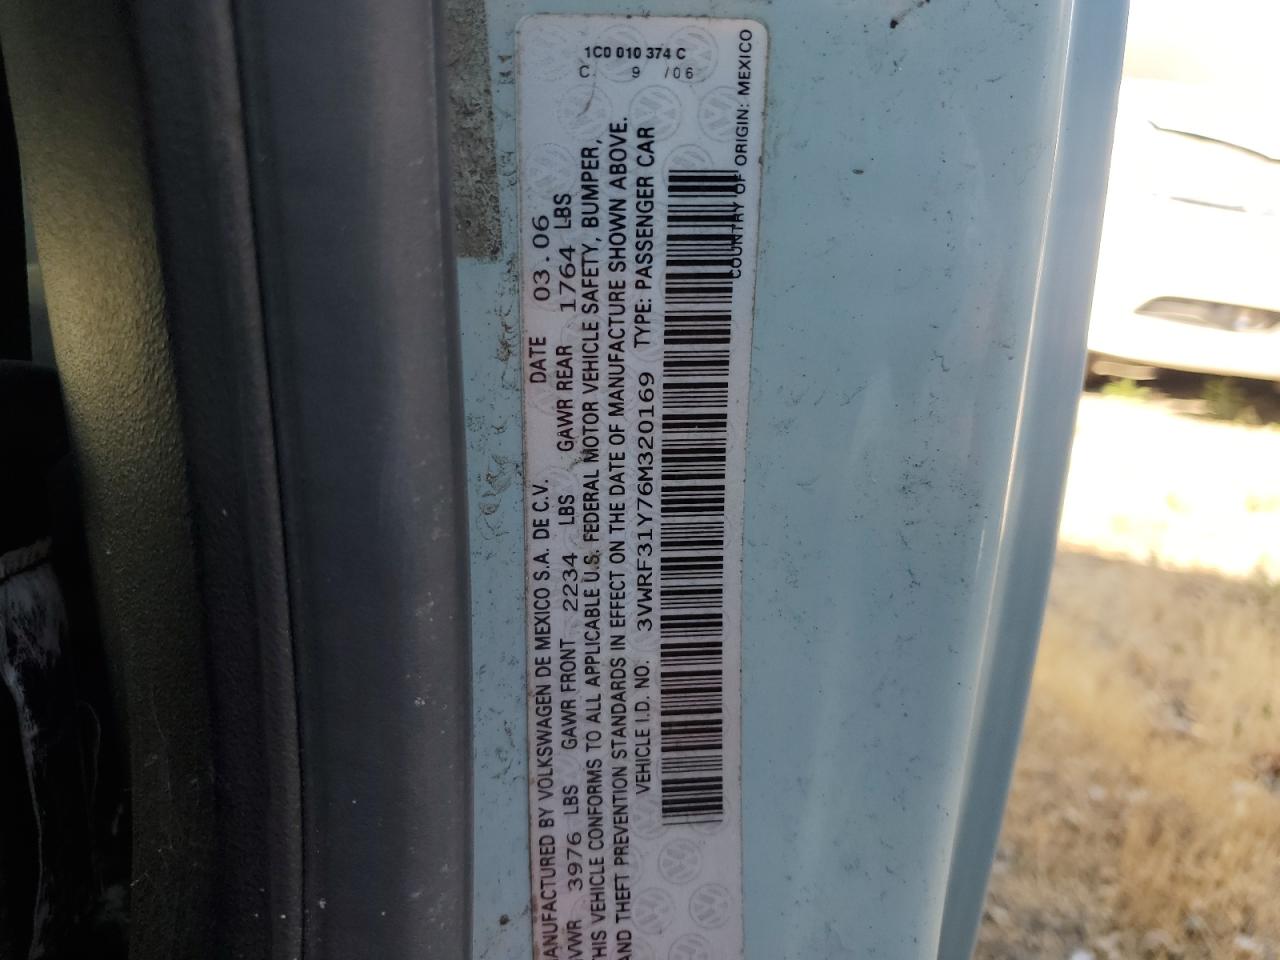 1C0 010 374 C
C 9 /06
ANUFACTURED BY VOLKSWAGEN DE MEXICO S.A. DE C.V. DATE 03.06
VWR 3976 LBS GAWR FRONT 2234 LBS GAWR REAR 1764 LBS
THIS VEHICLE CONFORMS TO ALL APPLICABLE U.S. FEDERAL MOTOR VEHICLE SAFETY, BUMPER,
AND THEFT PREVENTION STANDARDS IN EFFECT ON THE DATE OF MANUFACTURE SHOWN ABOVE.
VEHICLE I.D. NO. 3VWRF31Y76M320169 TYPE: PASSENGER CAR
COUNTRY OF ORIGIN: MEXICO